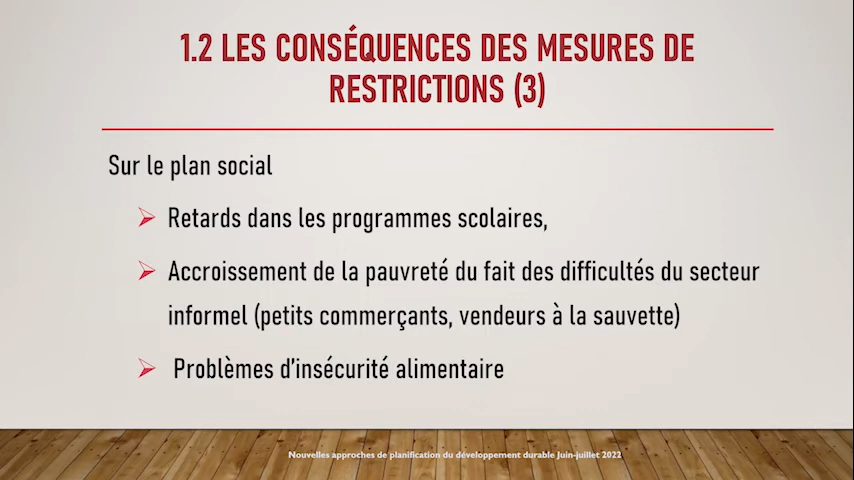 1.2 LES CONSÉQUENCES DES MESURES DE
RESTRICTIONS (3)
Sur le plan social
Retards dans les programmes scolaires,
Accroissement de la pauvreté du fait des difficultés du secteur
informel (petits commerçants, vendeurs à la sauvette)
Problèmes d'insécurité alimentaire
Nouvelles approches de planification du développement durable Juin-juillet 2022